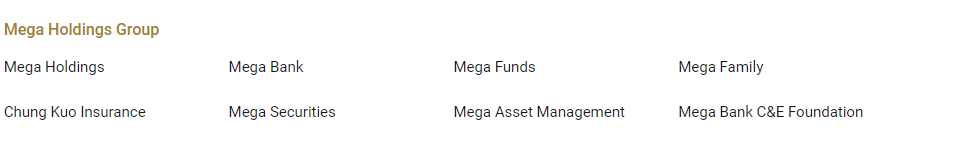 Mega Holdings Group
Mega Holdings Mega Bank Mega Funds Mega Family
Chung Kuo Insurance Mega Securities Mega Asset Management Mega Bank C&E Foundation